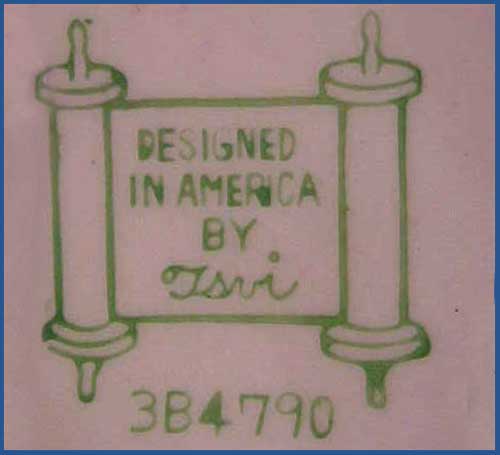 DESIGNED
IN AMERICA
BY
Tsvi
3B4790